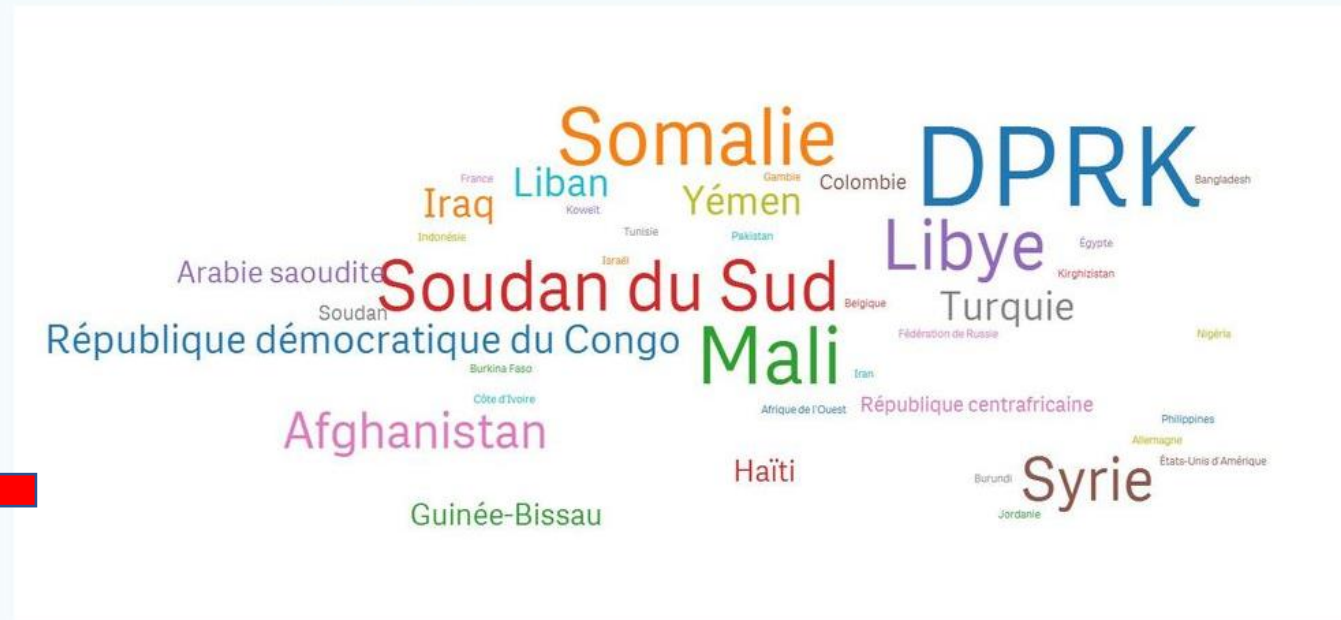 Somalie
DPRK
France
Liban
Gambie
Colombie
Bangladesh
Iraq
Koweït
Yémen
Indonésie
Tunisie
Pakistan
Libye
Égypte
Arabie saoudite
Israël
Soudan du Sud
Kirghizistan
Soudan
Belgique
Turquie
République démocratique du Congo
Mali
Fédération de Russie
Nigéria
Burkina Faso
Iran
Côte d'Ivoire
Afrique de l'Ouest
République centrafricaine
Afghanistan
Philippines
Allemagne
Haïti
Burundi
Syrie
États-Unis d'Amérique
Guinée-Bissau
Jordanie